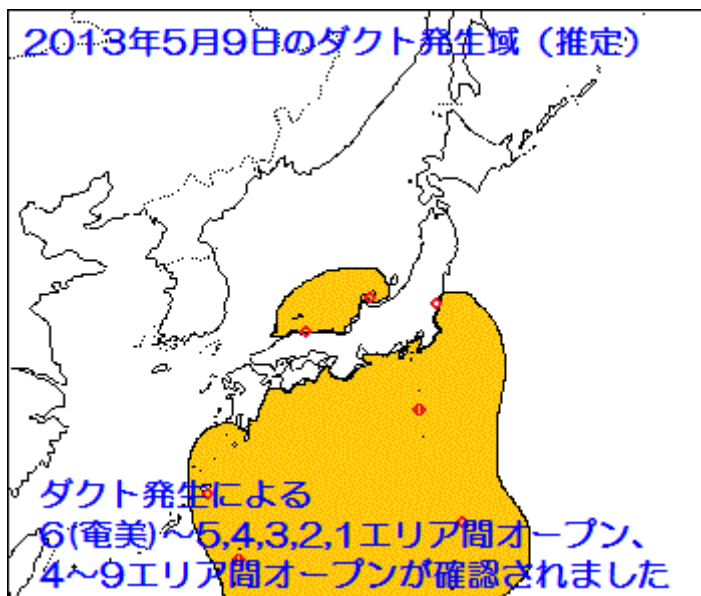 2013年5月9日のダクト発生域（推定）
ダクト発生による
6(奄美)～5,4,3,2,1エリア間オープン、
4～9エリア間オープンが確認されました